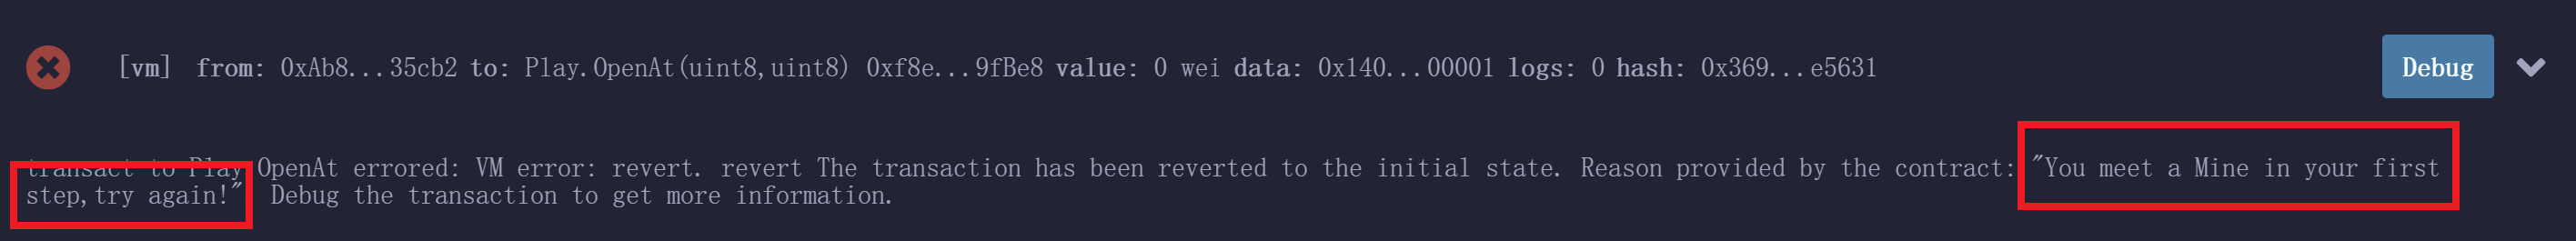 [vm] from: 0xAb8...35cb2 to: Play.OpenAt(uint8,uint8) 0xf8e...9fBe8 value: 0 wei data: 0x140...00001 logs: 0 hash: 0x369...e5631 Debug
transact to Play.OpenAt errored: VM error: revert. revert The transaction has been reverted to the initial state. Reason provided by the contract: "You meet a Mine in your first
step,try again!". Debug the transaction to get more information.